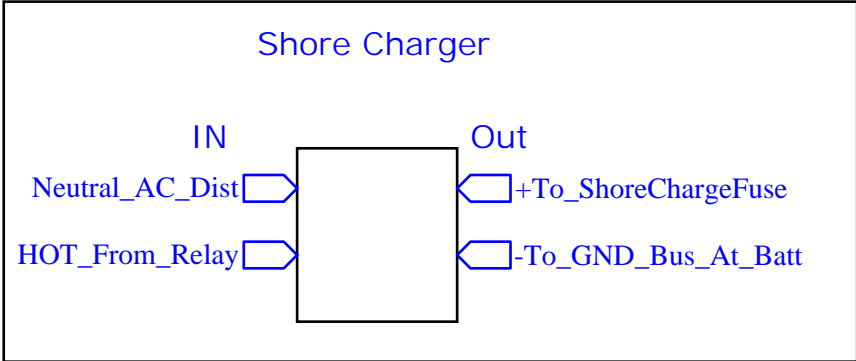 Shore Charger
IN
Out
Neutral_AC_Dist
+To_ShoreChargeFuse
HOT_From_Relay
-To_GND_Bus_At_Batt